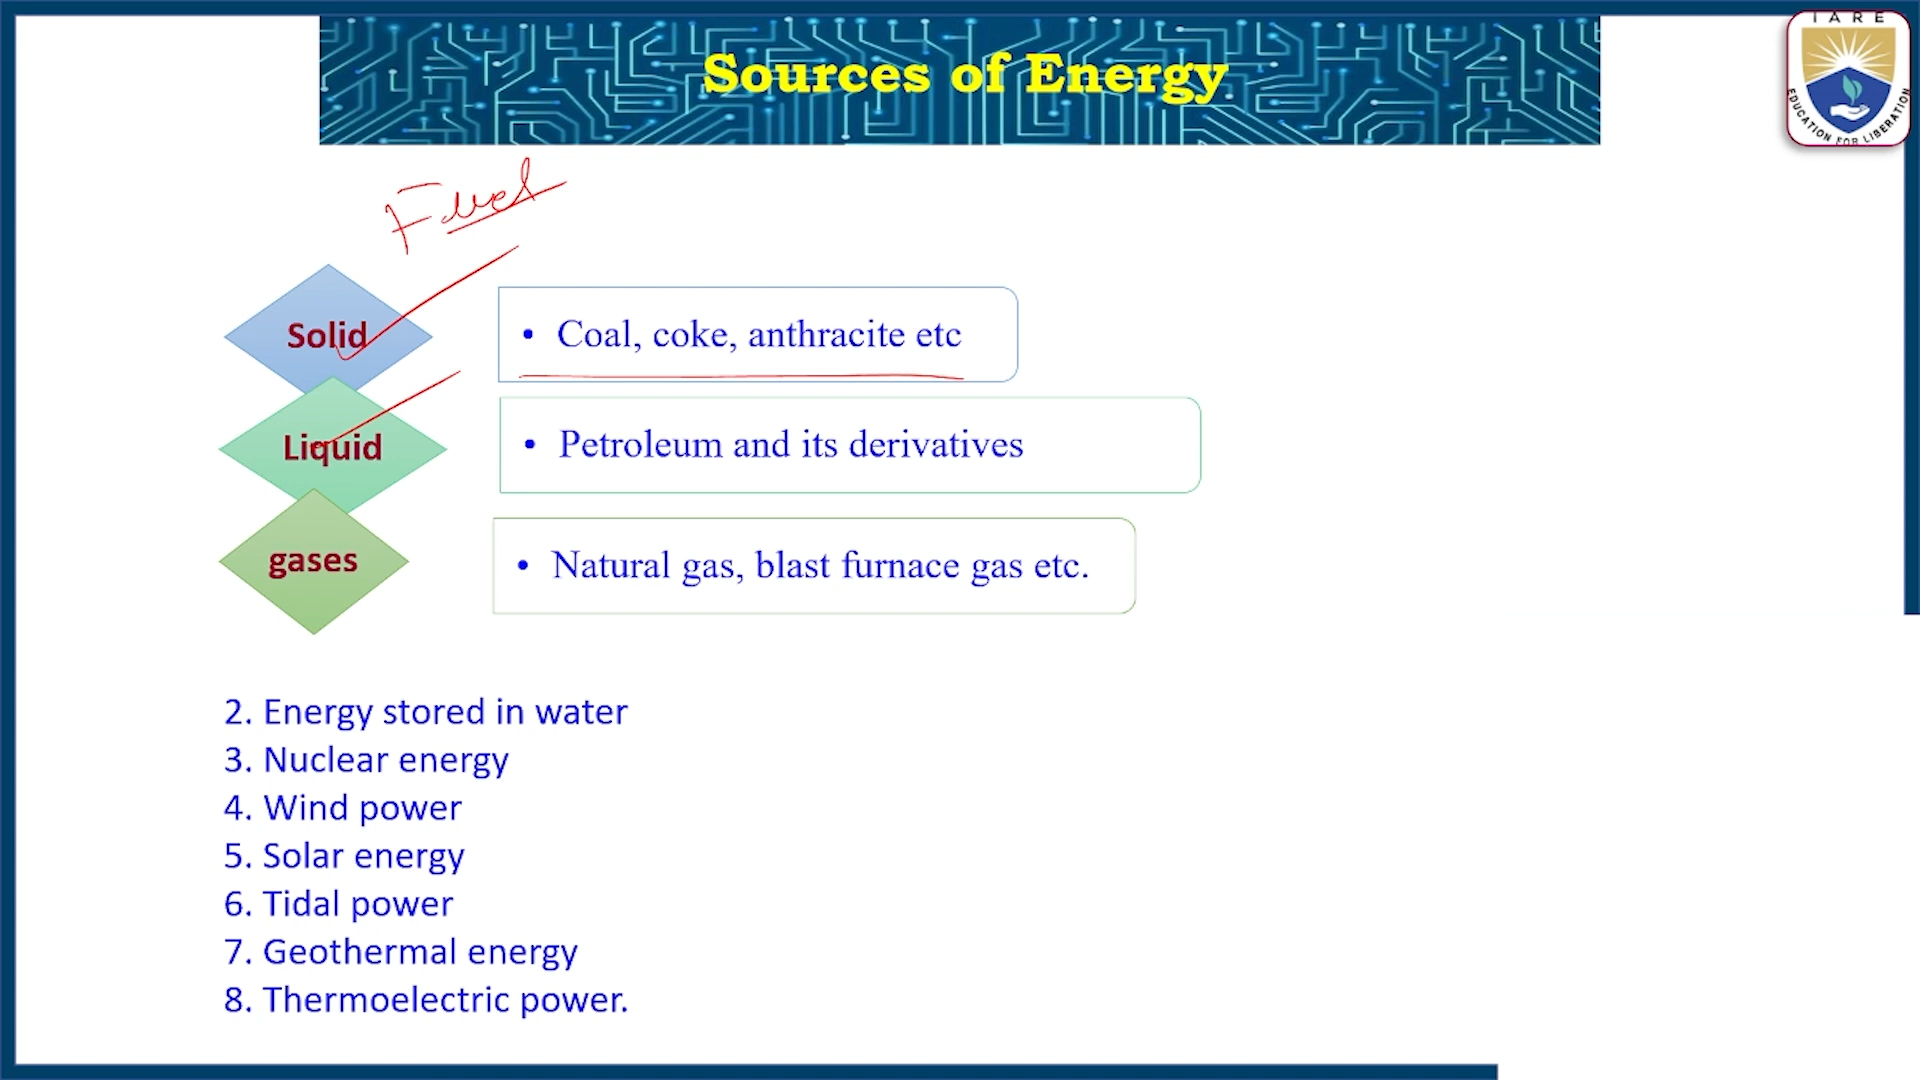 Sources of Energy
IARE
EDUCATION FOR LIBERATION
Fuel
Solid
• Coal, coke, anthracite etc
Liquid
• Petroleum and its derivatives
gases
• Natural gas, blast furnace gas etc.
2. Energy stored in water
3. Nuclear energy
4. Wind power
5. Solar energy
6. Tidal power
7. Geothermal energy
8. Thermoelectric power.